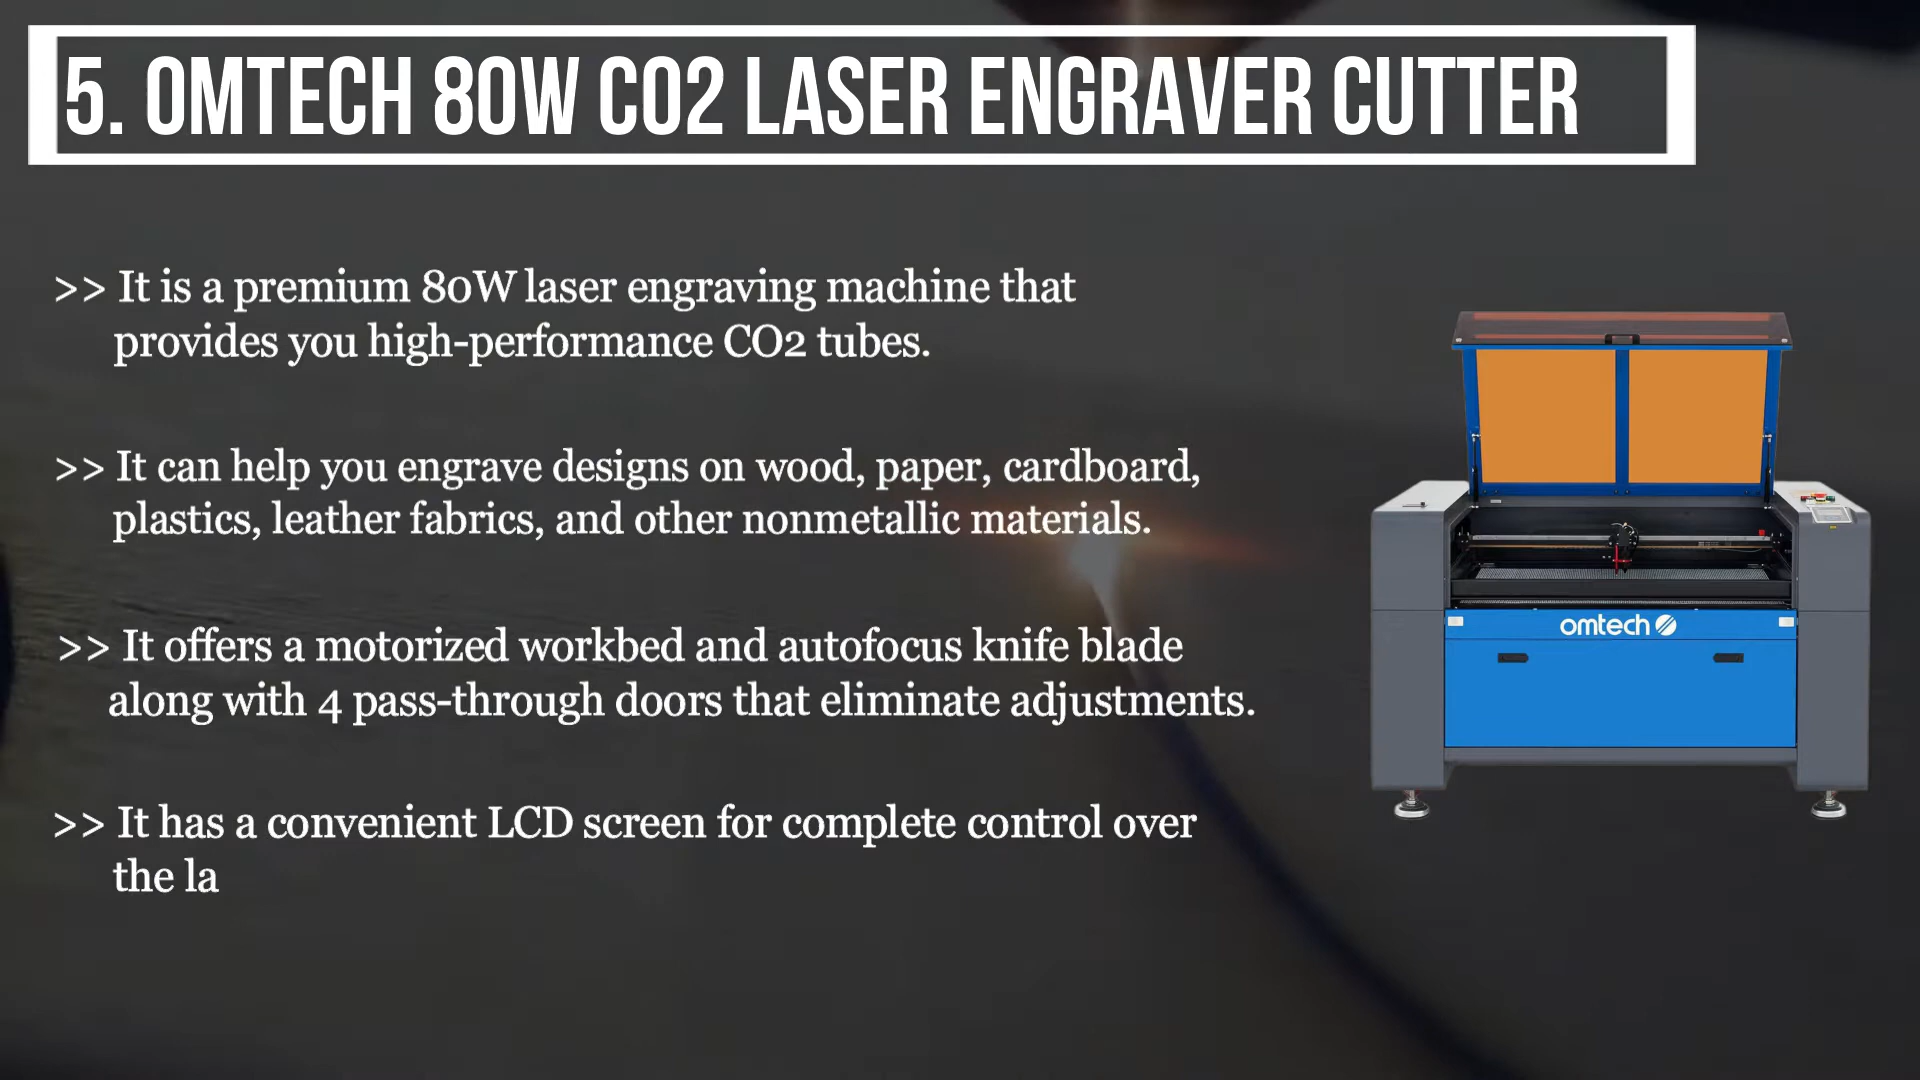 5. OMTECH 80W CO2 LASER ENGRAVER CUTTER
>> It is a premium 80W laser engraving machine that
provides you high-performance CO2 tubes.
>> It can help you engrave designs on wood, paper, cardboard,
plastics, leather fabrics, and other nonmetallic materials.
>> It offers a motorized workbed and autofocus knife blade
along with 4 pass-through doors that eliminate adjustments.
>> It has a convenient LCD screen for complete control over
the la
omtech